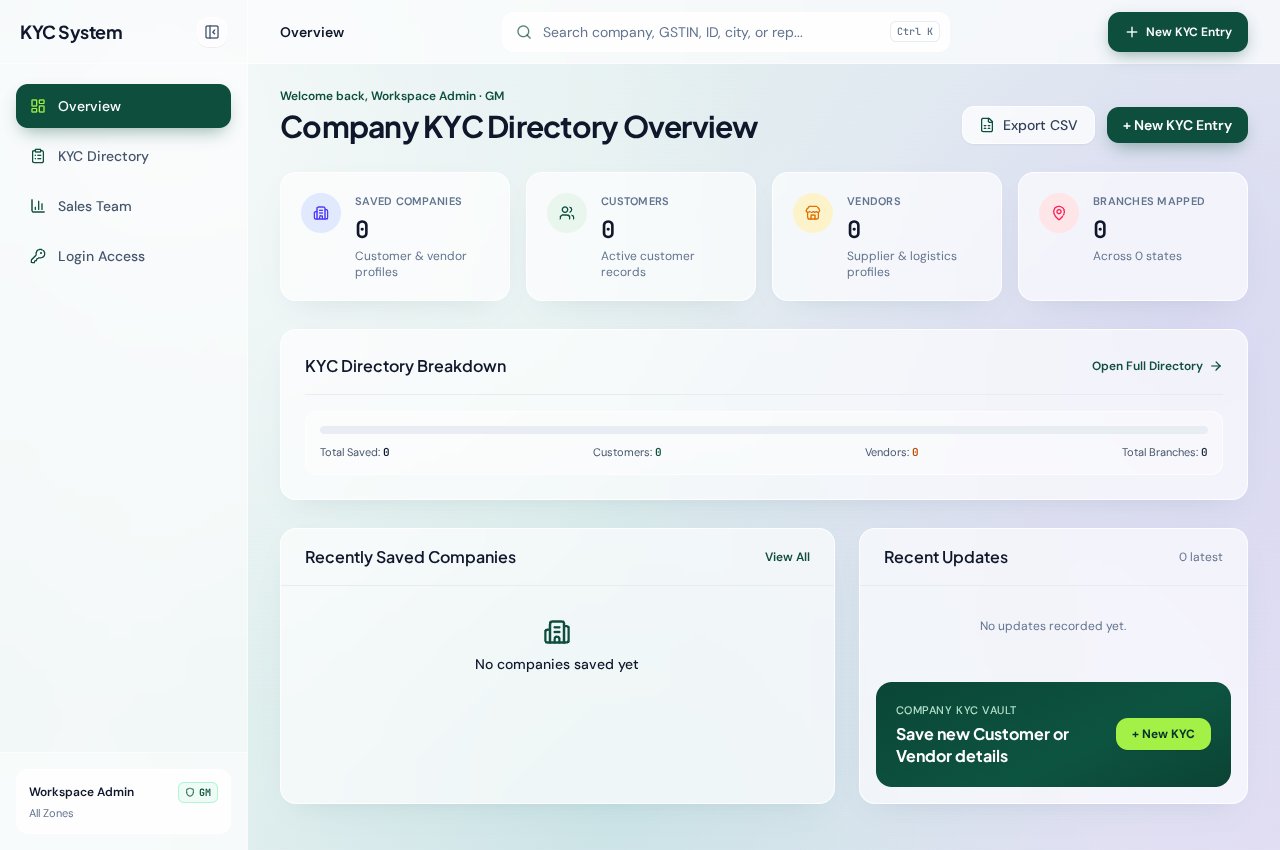 KYC System
Overview
Search company, GSTIN, ID, city, or rep...
Ctrl K
New KYC Entry
Overview
KYC Directory
Sales Team
Login Access
Welcome back, Workspace Admin · GM
Company KYC Directory Overview
Export CSV
+ New KYC Entry
SAVED COMPANIES
0
Customer & vendor
profiles
CUSTOMERS
0
Active customer
records
VENDORS
0
Supplier & logistics
profiles
BRANCHES MAPPED
0
Across 0 states
KYC Directory Breakdown
Open Full Directory
Total Saved: 0
Customers: 0
Vendors: 0
Total Branches: 0
Recently Saved Companies
View All
No companies saved yet
Recent Updates
0 latest
No updates recorded yet.
COMPANY KYC VAULT
Save new Customer or
Vendor details
+ New KYC
Workspace Admin
GM
All Zones